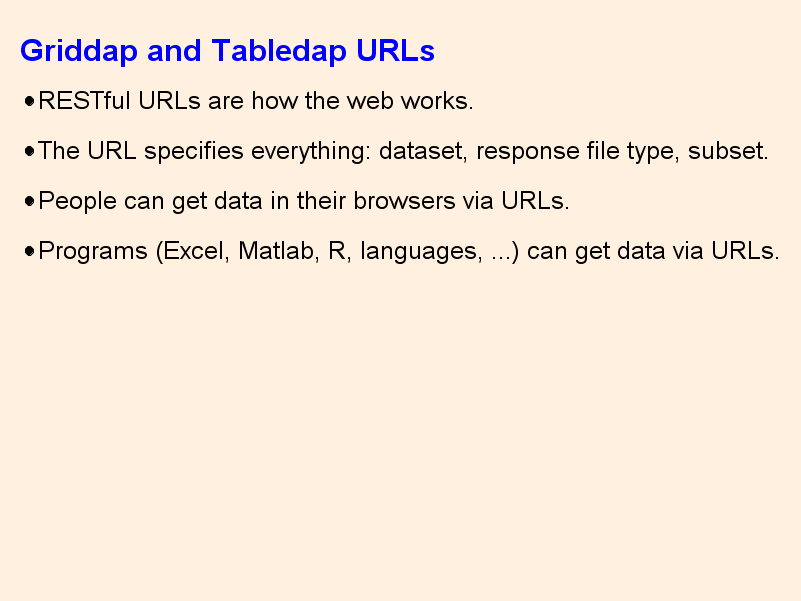 Griddap and Tabledap URLs
•RESTful URLs are how the web works.
•The URL specifies everything: dataset, response file type, subset.
•People can get data in their browsers via URLs.
•Programs (Excel, Matlab, R, languages, ...) can get data via URLs.